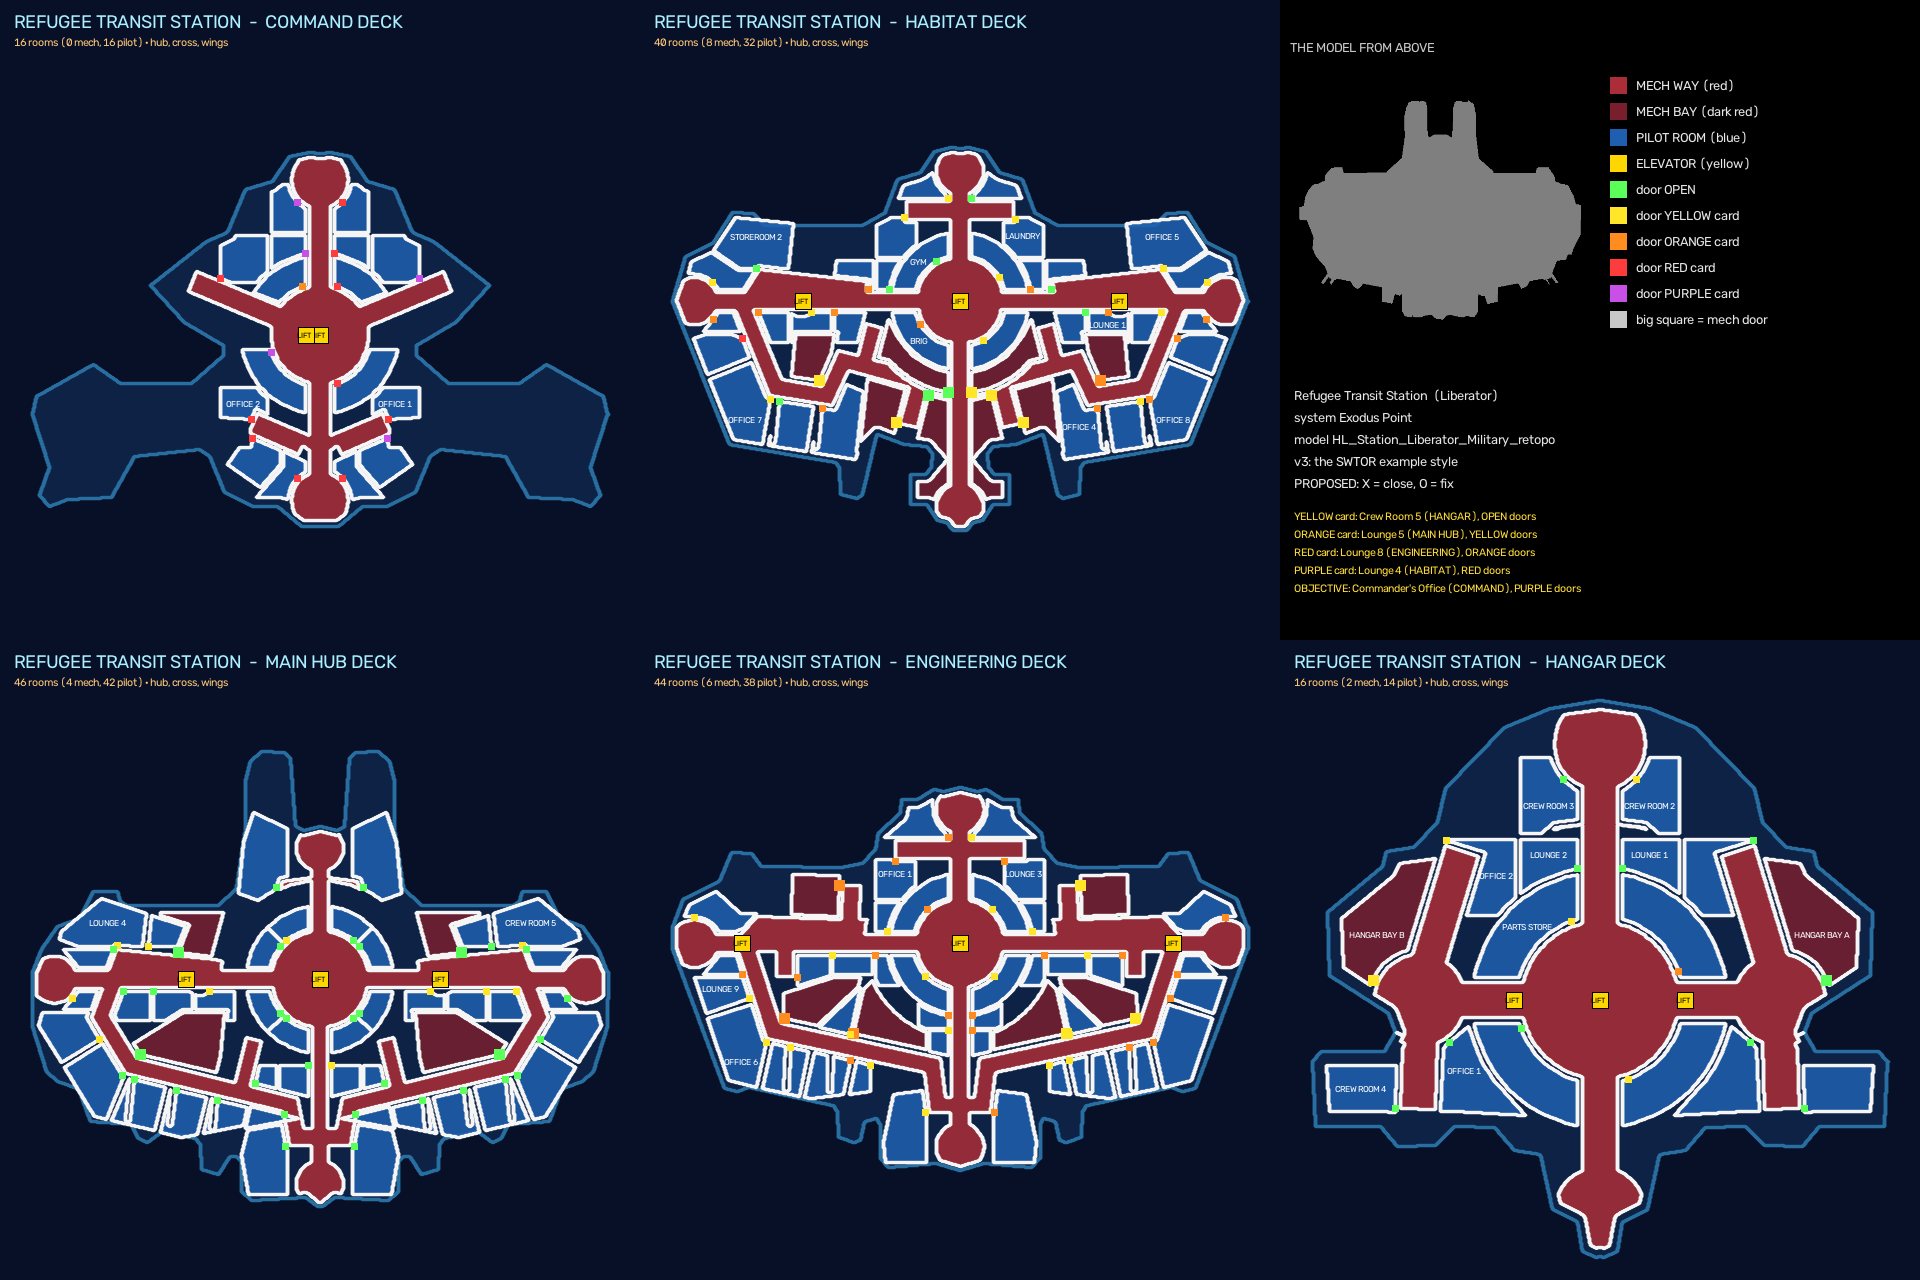 REFUGEE TRANSIT STATION - COMMAND DECK
16 rooms (0 mech, 16 pilot) • hub, cross, wings
LIFT
IFT
OFFICE 2
OFFICE 1
REFUGEE TRANSIT STATION - HABITAT DECK
40 rooms (8 mech, 32 pilot) • hub, cross, wings
STOREROOM 2
LAUNDRY
OFFICE 5
GYM
LIFT
LIFT
LIFT
LOUNGE 1
BRIG
OFFICE 7
OFFICE 4
OFFICE 8
THE MODEL FROM ABOVE
MECH WAY (red)
MECH BAY (dark red)
PILOT ROOM (blue)
ELEVATOR (yellow)
door OPEN
door YELLOW card
door ORANGE card
door RED card
door PURPLE card
big square = mech door
Refugee Transit Station (Liberator)
system Exodus Point
model HL_Station_Liberator_Military_retopo
v3: the SWTOR example style
PROPOSED: X = close, O = fix
YELLOW card: Crew Room 5 (HANGAR), OPEN doors
ORANGE card: Lounge 5 (MAIN HUB), YELLOW doors
RED card: Lounge 8 (ENGINEERING), ORANGE doors
PURPLE card: Lounge 4 (HABITAT), RED doors
OBJECTIVE: Commander's Office (COMMAND), PURPLE doors
REFUGEE TRANSIT STATION - MAIN HUB DECK
46 rooms (4 mech, 42 pilot) • hub, cross, wings
LOUNGE 4
CREW ROOM 5
LIFT
LIFT
LIFT
REFUGEE TRANSIT STATION - ENGINEERING DECK
44 rooms (6 mech, 38 pilot) • hub, cross, wings
OFFICE 1
LOUNGE 3
LIFT
LIFT
LIFT
LOUNGE 9
OFFICE 6
REFUGEE TRANSIT STATION - HANGAR DECK
16 rooms (2 mech, 14 pilot) • hub, cross, wings
CREW ROOM 3
CREW ROOM 2
LOUNGE 2
LOUNGE 1
OFFICE 2
PARTS STORE
HANGAR BAY B
HANGAR BAY A
LIFT
LIFT
LIFT
OFFICE 1
CREW ROOM 4